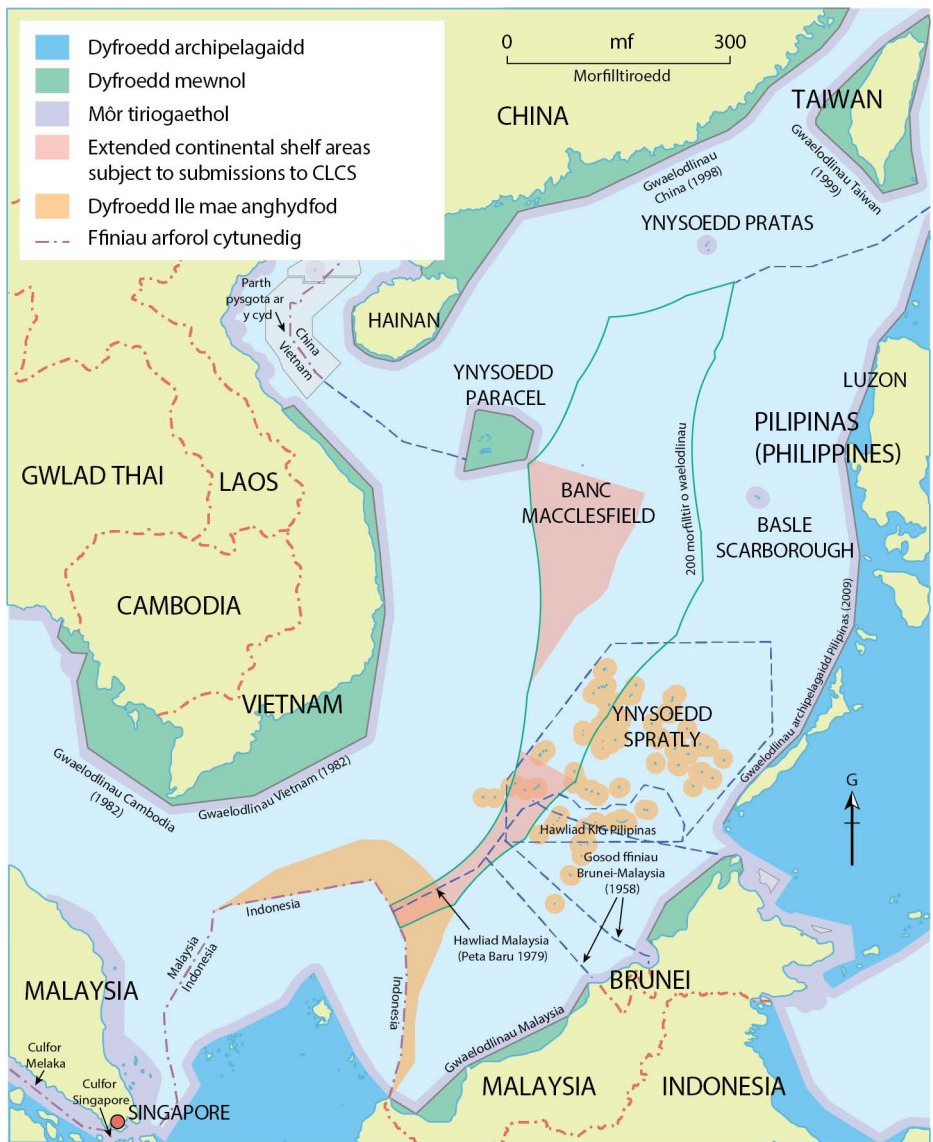 Dyfroedd archipelagaidd
Dyfroedd mewnol
Môr tiriogaethol
Extended continental shelf areas
subject to submissions to CLCS
Dyfroedd lle mae anghydfod
Ffiniau arforol cytunedig
0 mf 300
Morfilltiroedd
CHINA
TAIWAN
Gwaelodlinau
China (1998)
Gwaelodlinau Taiwan
(1999)
YNYSOEDD PRATAS
Parth
pysgota ar
y cyd
China
Vietnam
HAINAN
YNYSOEDD
PARACEL
LUZON
PILIPINAS
(PHILIPPINES)
GWLAD THAI
LAOS
BANC
MACCLESFIELD
200 morfilltir o waelodlinau
BASLE
SCARBOROUGH
CAMBODIA
VIETNAM
YNYSOEDD
SPRATLY
Gwaelodlinau archipelagaidd Pilipinas (2009)
Gwaelodlinau Cambodia
(1982)
Gwaelodlinau Vietnam (1982)
G
Hawliad KIG Pilipinas
Gosod ffiniau
Brunei-Malaysia
(1958)
Indonesia
Malaysia
Indonesia
Hawliad Malaysia
(Peta Baru 1979)
Indonesia
MALAYSIA
BRUNEI
Gwaelodlinau Malaysia
Culfor
Melaka
Culfor
Singapore
SINGAPORE
MALAYSIA
INDONESIA